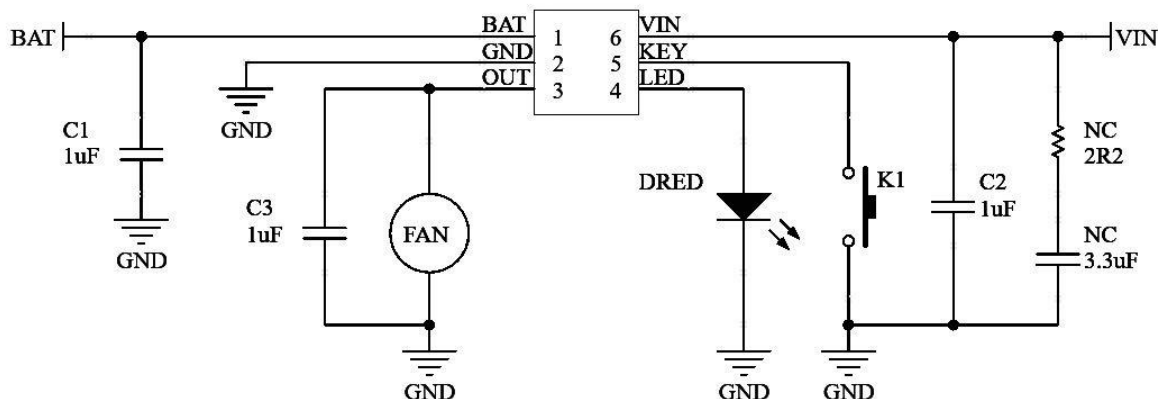 BAT
BAT 1 6 VIN
VIN
GND 2 5 KEY
OUT 3 4 LED
GND
C1
1uF
GND
C3
1uF
FAN
GND
DRED
GND
K1
GND
C2
1uF
NC
2R2
NC
3.3uF